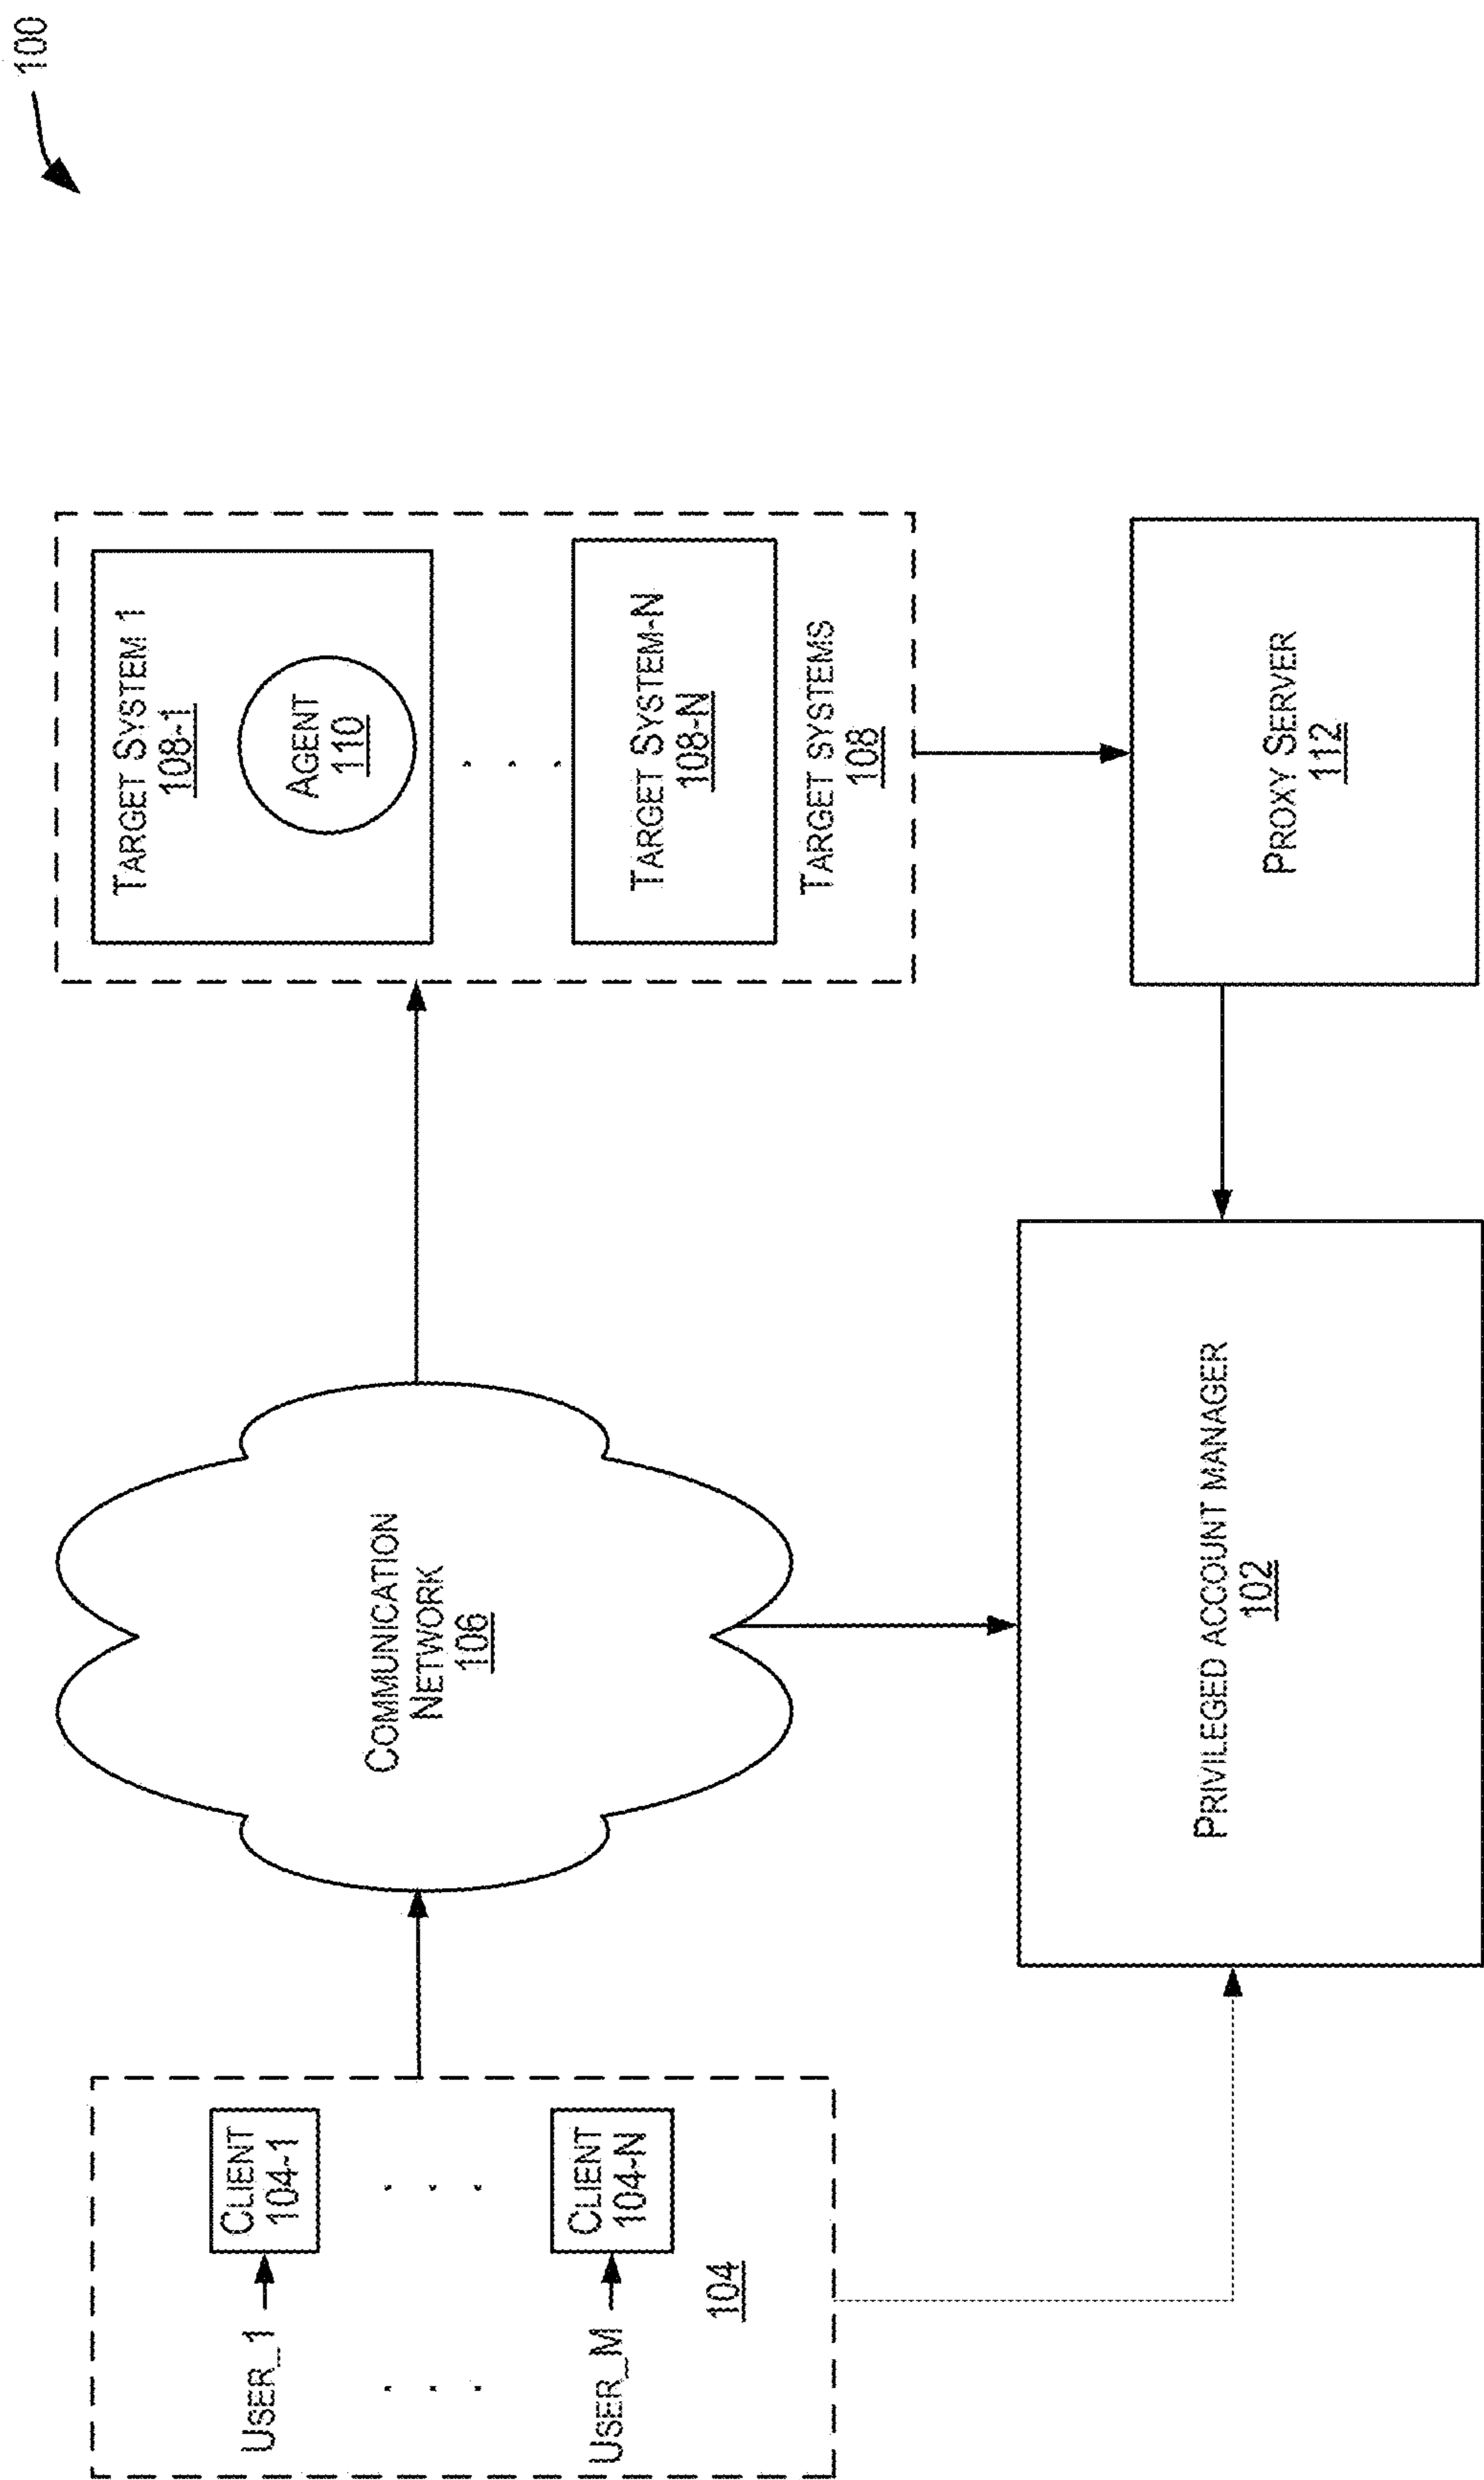 100
USER_1
CLIENT
104-1
. . .
. . .
USER_M
CLIENT
104-N
104
COMMUNICATION
NETWORK
106
TARGET SYSTEM 1
108-1
AGENT
110
. . .
TARGET SYSTEM-N
108-N
TARGET SYSTEMS
108
PRIVILEGED ACCOUNT MANAGER
102
PROXY SERVER
112